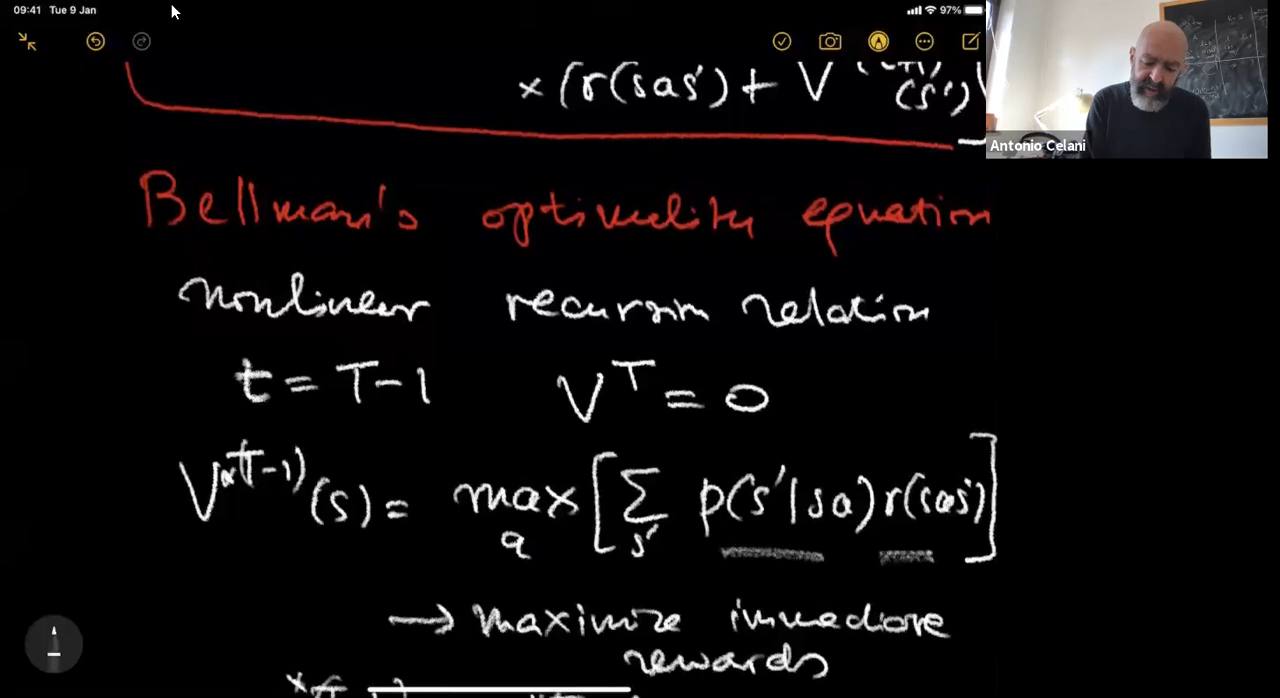 09:41 Tue 9 Jan
97%
Antonio Celani
× (r(sas') + V (s')
Bellman's optimality equation
nonlinear recursion relation
t = T-1 V^T = 0
V^{*(T-1)}(s) = max_a [ Σ_{s'} p(s'|sa) r(sas') ]
→ maximize immediate
rewards